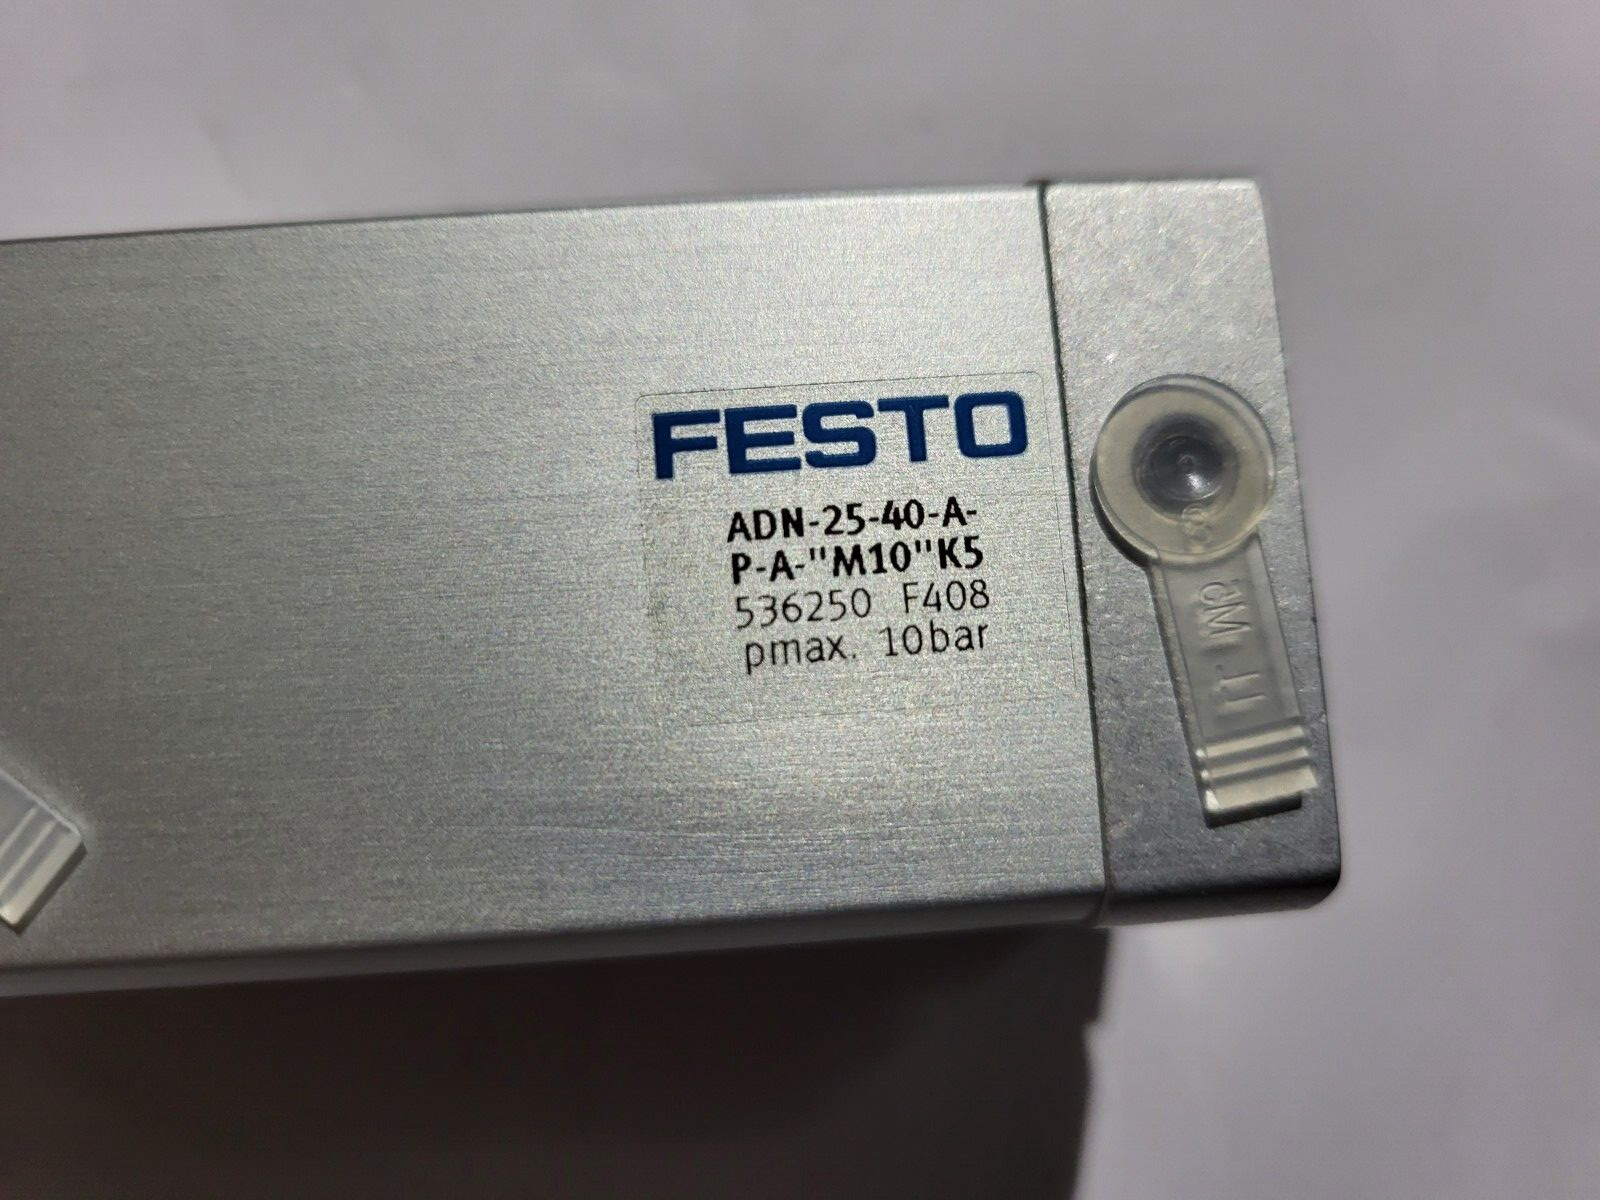 FESTO
ADN-25-40-A-
P-A-"M10"K5
536250 F408
pmax. 10bar